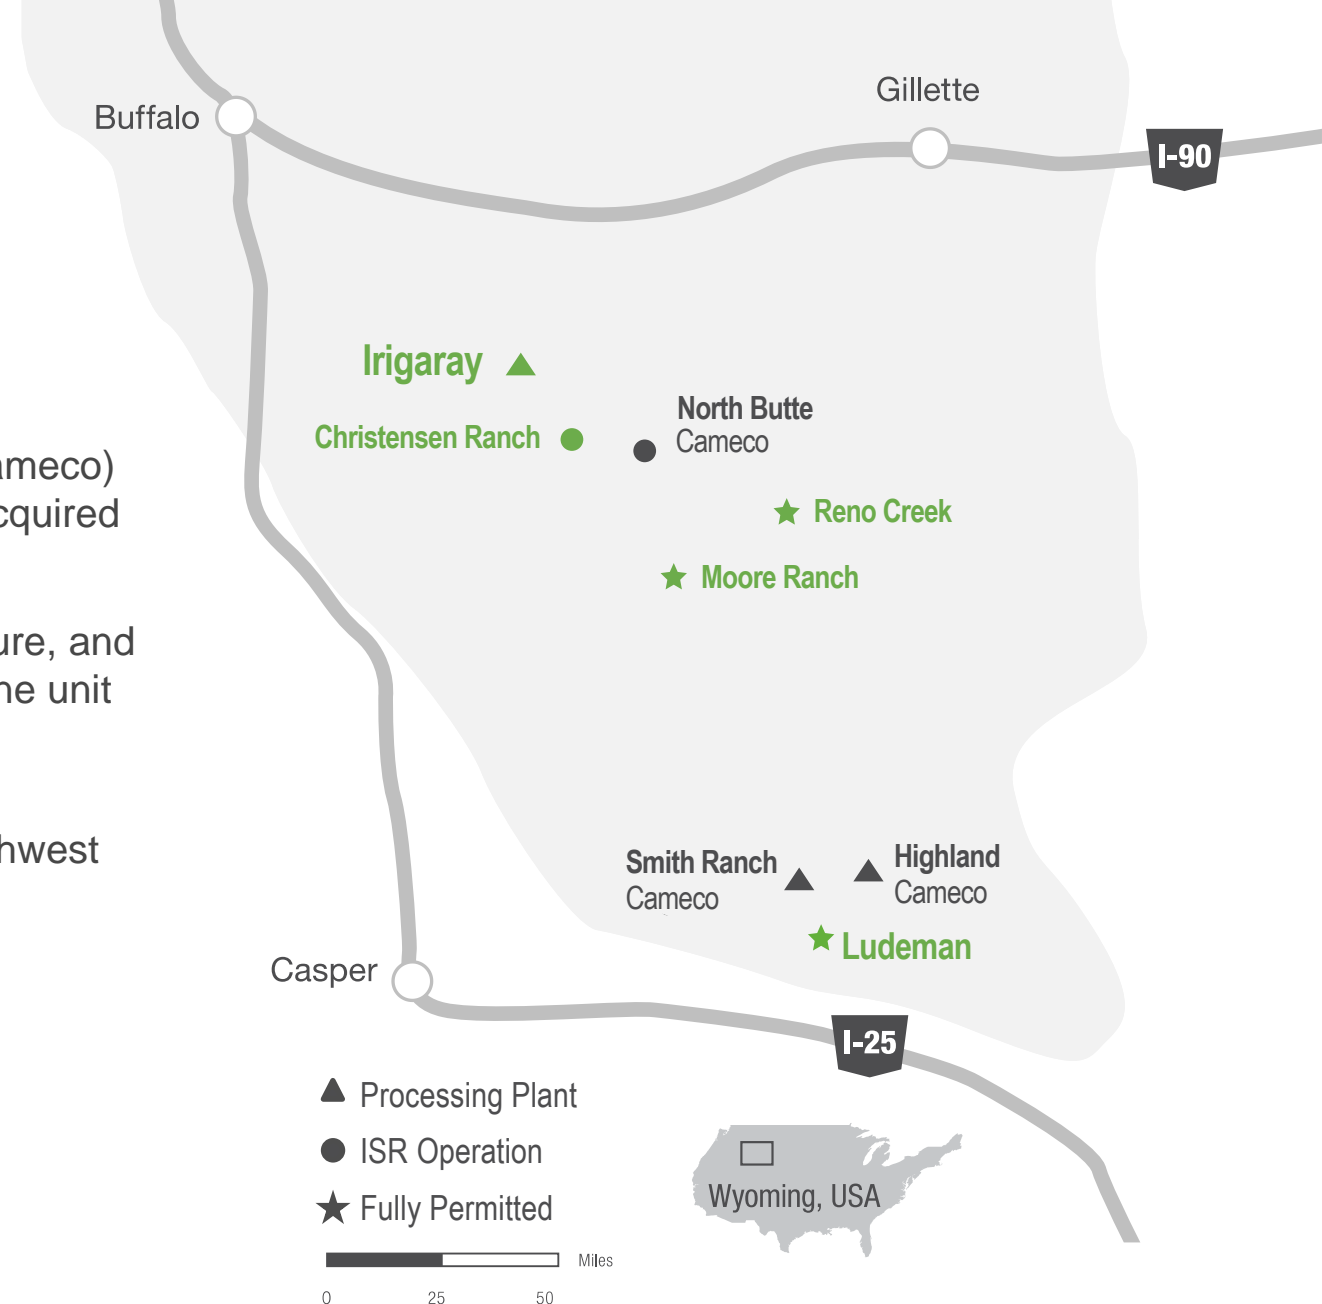 Gillette
Buffalo
I-90
Irigaray
North Butte
Christensen Ranch
Cameco
ameco)
cquired
Reno Creek
Moore Ranch
ure, and
ne unit
hwest
Smith Ranch
Highland
Cameco
Cameco
Ludeman
Casper
I-25
Processing Plant
ISR Operation
Fully Permitted
Wyoming, USA
Miles
0 25 50